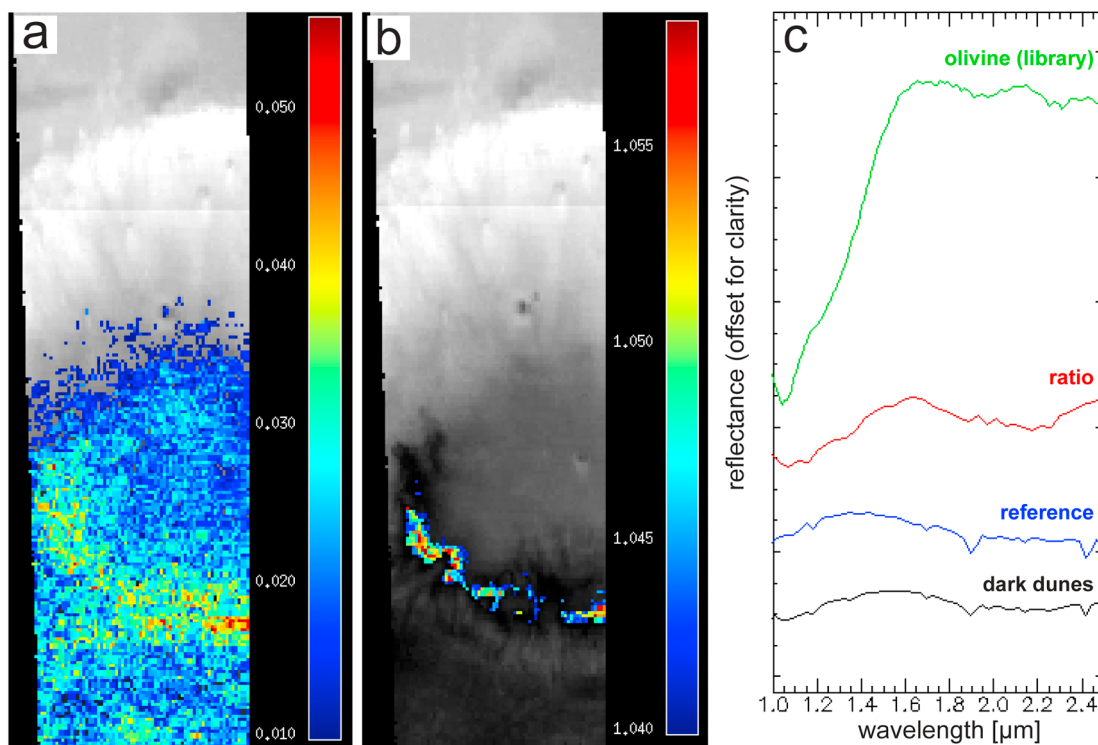 a
0.050
0.040
0.030
0.020
0.010
b
1.055
1.050
1.045
1.040
c
olivine (library)
ratio
reference
dark dunes
reflectance (offset for clarity)
1.0 1.2 1.4 1.6 1.8 2.0 2.2 2.4
wavelength [µm]